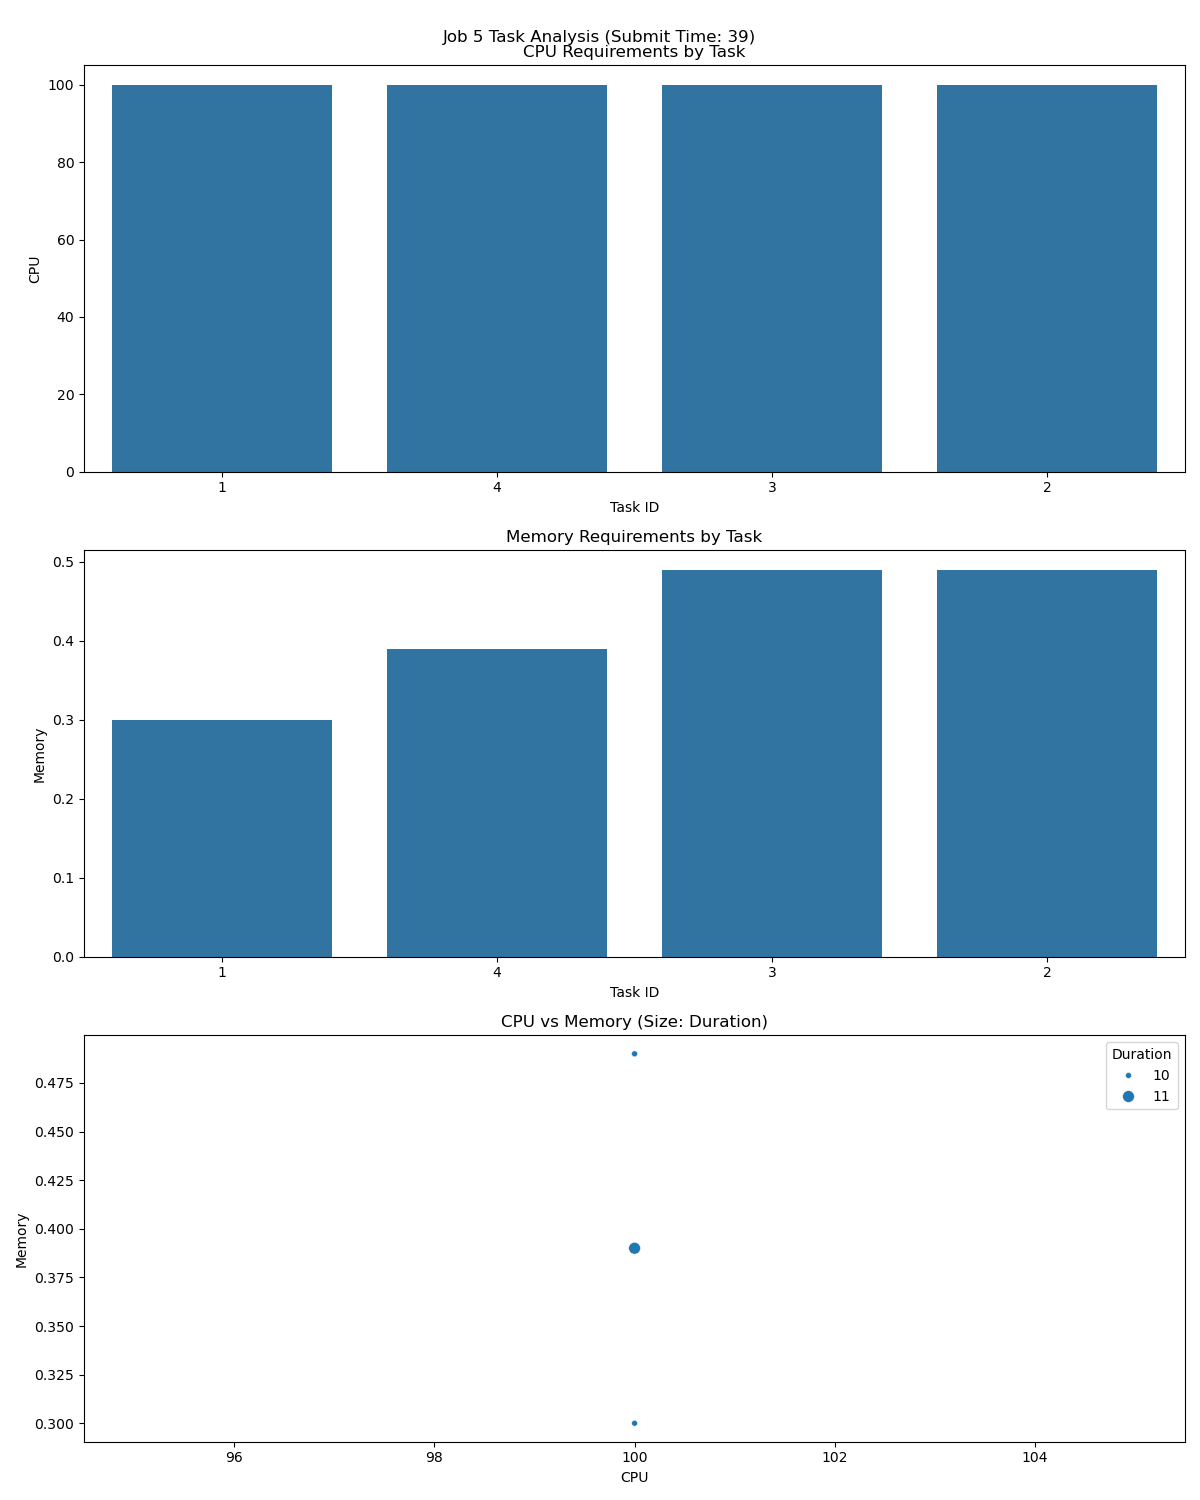 Job 5 Task Analysis (Submit Time: 39)
CPU Requirements by Task
100
80
60
40
20
0
CPU
1 4 3 2
Task ID
Memory Requirements by Task
0.5
0.4
0.3
0.2
0.1
0.0
Memory
1 4 3 2
Task ID
CPU vs Memory (Size: Duration)
Duration
10
11
0.475
0.450
0.425
0.400
0.375
0.350
0.325
0.300
Memory
96 98 100 102 104
CPU